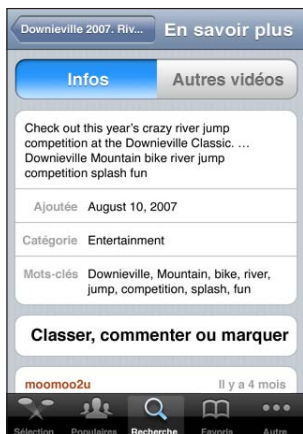 Downieville 2007. Riv...
En savoir plus
Infos
Autres vidéos
Check out this year's crazy river jump
competition at the Downieville Classic. ...
Downieville Mountain bike river jump
competition splash fun
Ajoutée August 10, 2007
Catégorie Entertainment
Mots-clés Downieville, Mountain, bike, river,
jump, competition, splash, fun
Classer, commenter ou marquer
moomoo2u Il y a 4 mois
Sélection Populaires Recherche Favoris Autre